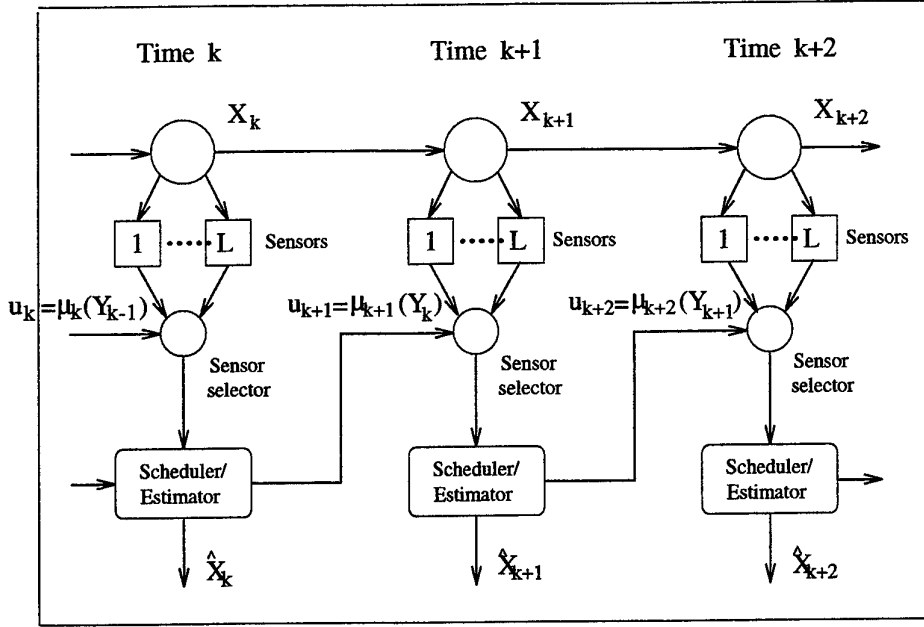 Time k Time k+1 Time k+2
X_k X_{k+1} X_{k+2}
1 ..... L Sensors 1 ..... L Sensors 1 ..... L Sensors
u_k=μ_k(Y_{k-1}) u_{k+1}=μ_{k+1}(Y_k) u_{k+2}=μ_{k+2}(Y_{k+1})
Sensor Sensor Sensor
selector selector selector
Scheduler/ Scheduler/ Scheduler/
Estimator Estimator Estimator
X̂_k X̂_{k+1} X̂_{k+2}